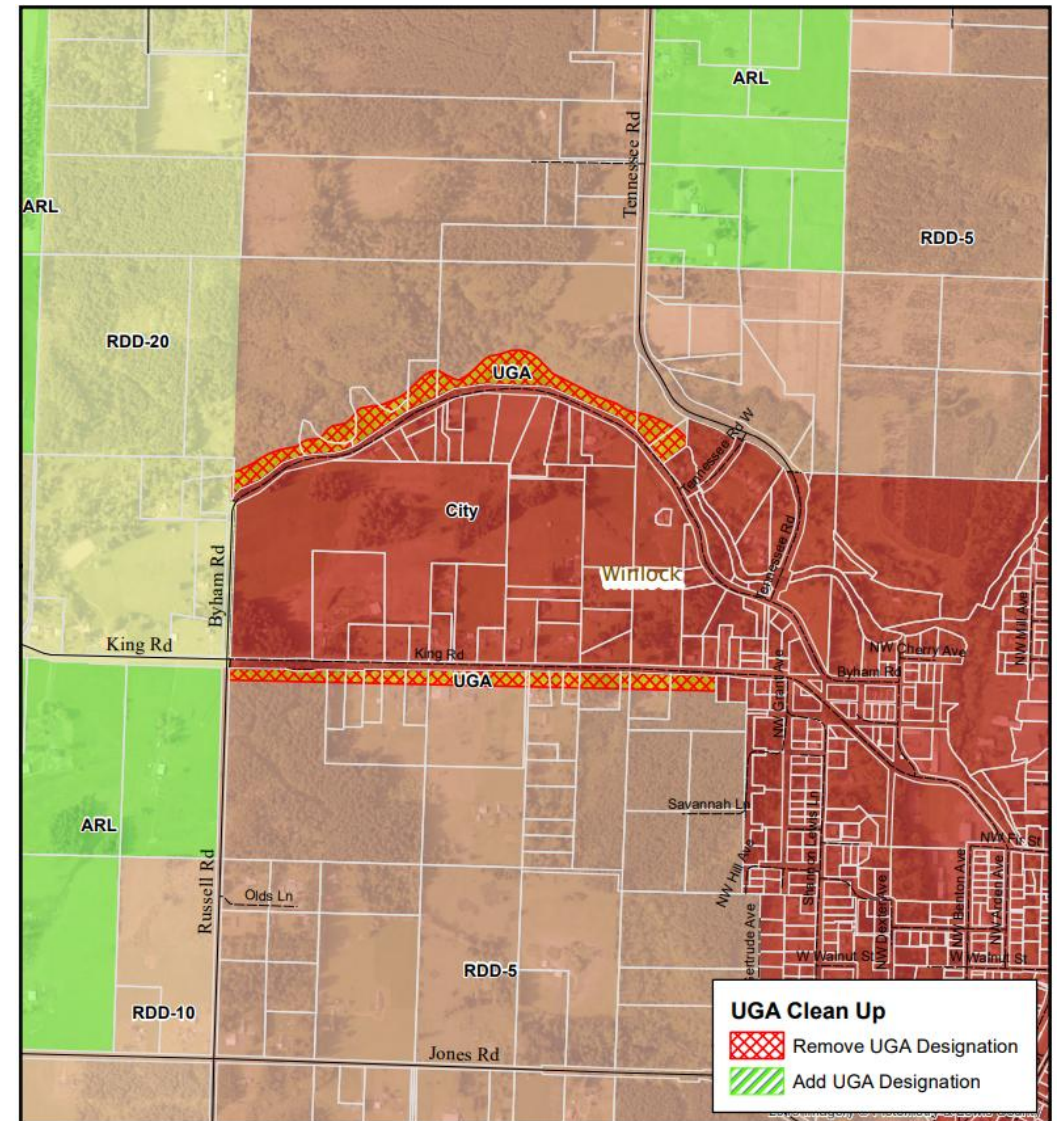 ARL
Tennessee Rd
ARL
RDD-5
RDD-20
UGA
Tennessee Rd W
City
Byham Rd
Winlock
Tennessee Rd
King Rd
King Rd
NW Mill Ave
NW Cherry Ave
Byham Rd
UGA
NW Grant Ave
Savannah Ln
ARL
Shannon Lewis Ln
NW Fir St
NW Hill Ave
Russell Rd
Olds Ln
NW Dexter Ave
NW Benton Ave
NW Arden Ave
Gertrude Ave
W Walnut St
W Walnut St
RDD-5
RDD-10
Jones Rd
UGA Clean Up
Remove UGA Designation
Add UGA Designation